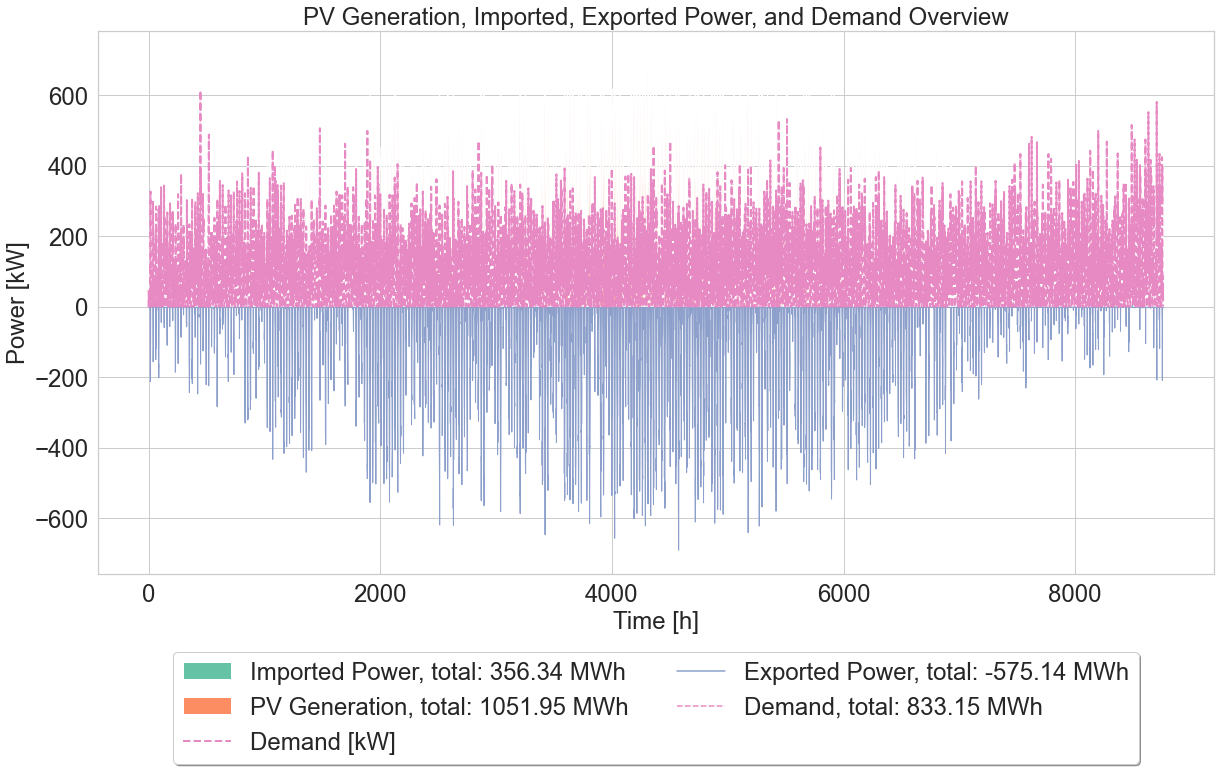 PV Generation, Imported, Exported Power, and Demand Overview
Power [kW]
600
400
200
0
−200
−400
−600
0 2000 4000 6000 8000
Time [h]
Imported Power, total: 356.34 MWh
PV Generation, total: 1051.95 MWh
Demand [kW]
Exported Power, total: -575.14 MWh
Demand, total: 833.15 MWh